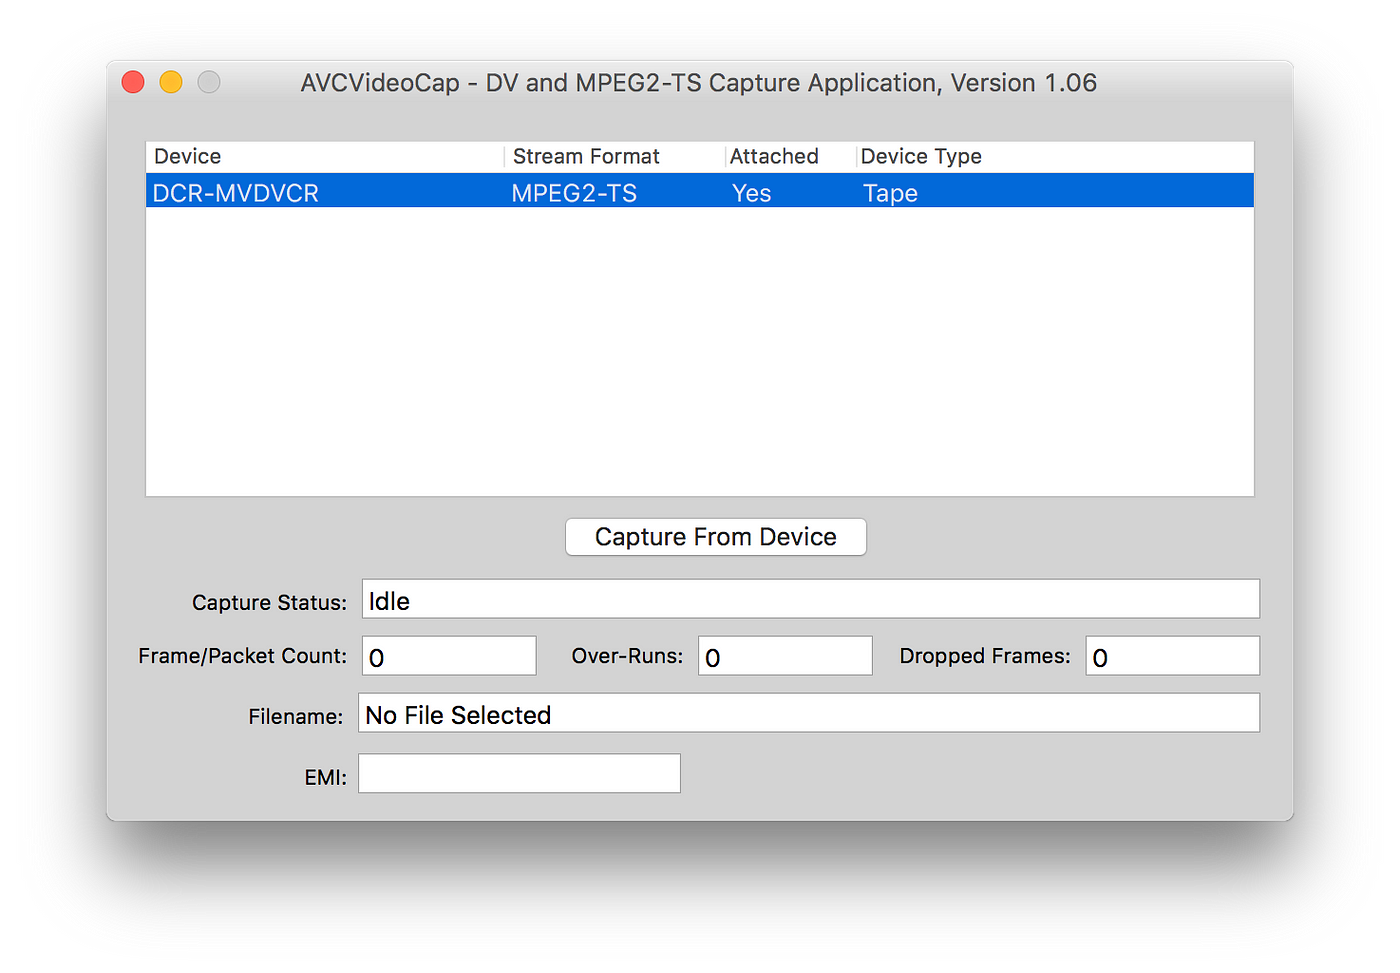 AVCVideoCap - DV and MPEG2-TS Capture Application, Version 1.06
Device Stream Format Attached Device Type
DCR-MVDVCR MPEG2-TS Yes Tape
Capture From Device
Capture Status: Idle
Frame/Packet Count: 0 Over-Runs: 0 Dropped Frames: 0
Filename: No File Selected
EMI: